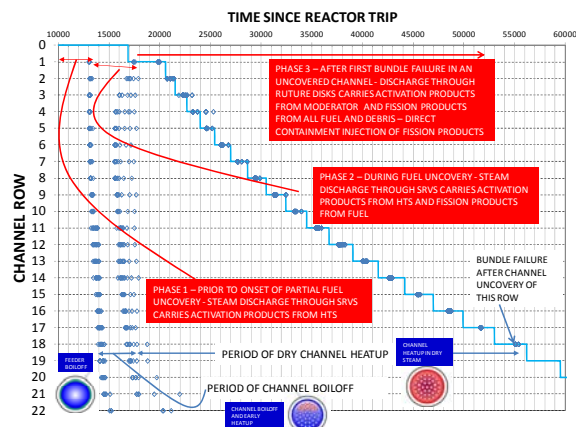 TIME SINCE REACTOR TRIP
10000 15000 20000 25000 30000 35000 40000 45000 50000 55000 60000
CHANNEL ROW
0
1
2
3
4
5
6
7
8
9
10
11
12
13
14
15
16
17
18
19
20
21
22
PHASE 3 – AFTER FIRST BUNDLE FAILURE IN AN
UNCOVERED CHANNEL - DISCHARGE THROUGH
RUTURE DISKS CARRIES ACTIVATION PRODUCTS
FROM MODERATOR AND FISSION PRODUCTS
FROM ALL FUEL AND DEBRIS – DIRECT
CONTAINMENT INJECTION OF FISSION PRODUCTS
PHASE 2 – DURING FUEL UNCOVERY - STEAM
DISCHARGE THROUGH SRVS CARRIES ACTIVATION
PRODUCTS FROM HTS AND FISSION PRODUCTS
FROM FUEL
PHASE 1 – PRIOR TO ONSET OF PARTIAL FUEL
UNCOVERY - STEAM DISCHARGE THROUGH SRVS
CARRIES ACTIVATION PRODUCTS FROM HTS
BUNDLE FAILURE
AFTER CHANNEL
UNCOVERY OF
THIS ROW
FEEDER
BOILOFF
PERIOD OF DRY CHANNEL HEATUP
CHANNEL
HEATUP IN DRY
STEAM
PERIOD OF CHANNEL BOILOFF
CHANNEL BOILOFF
AND EARLY
HEATUP